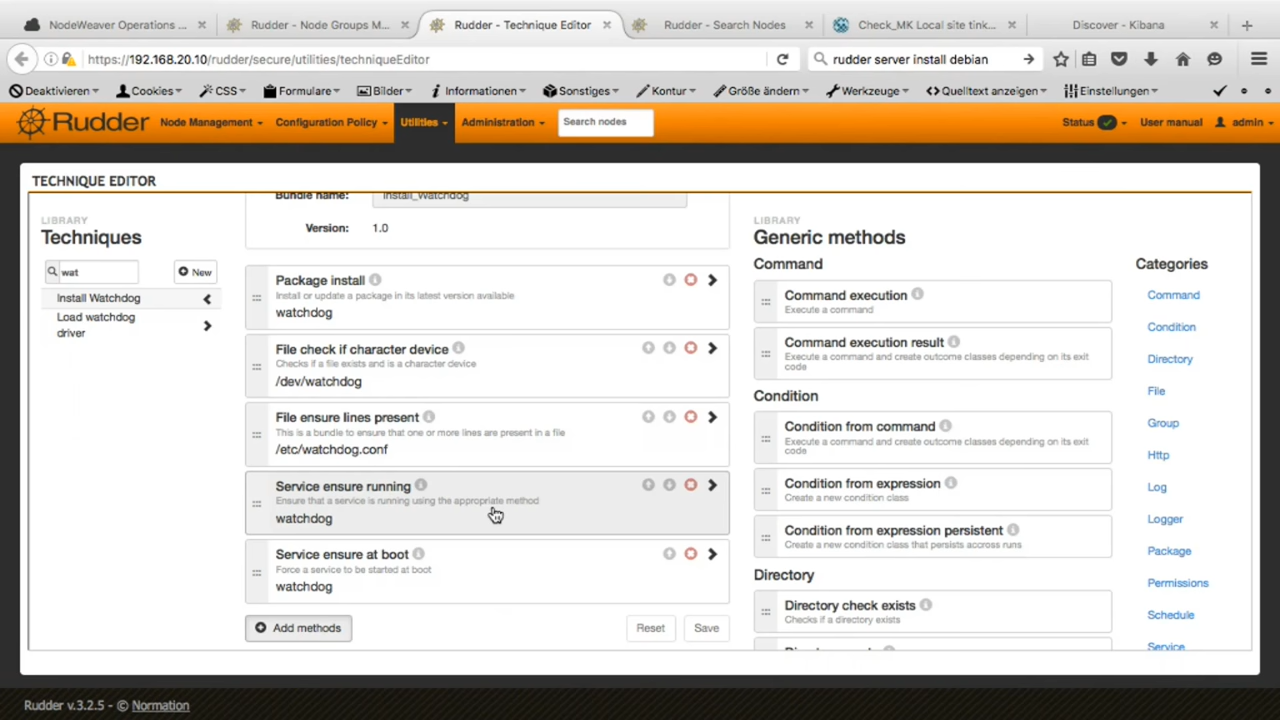 NodeWeaver Operations ...
Rudder - Node Groups M...
Rudder - Technique Editor
Rudder - Search Nodes
Check_MK Local site tink...
Discover - Kibana
https://192.168.20.10/rudder/secure/utilities/techniqueEditor
rudder server install debian
Deaktivieren
Cookies
CSS
Formulare
Bilder
Informationen
Sonstiges
Kontur
Größe ändern
Werkzeuge
Quelltext anzeigen
Einstellungen
Rudder
Node Management
Configuration Policy
Utilities
Administration
Search nodes
Status
User manual
admin
TECHNIQUE EDITOR
LIBRARY
Techniques
wat
New
Install Watchdog
Load watchdog
driver
Bundle name:
Install_Watchdog
Version:
1.0
Package install
Install or update a package in its latest version available
watchdog
File check if character device
Checks if a file exists and is a character device
/dev/watchdog
File ensure lines present
This is a bundle to ensure that one or more lines are present in a file
/etc/watchdog.conf
Service ensure running
Ensure that a service is running using the appropriate method
watchdog
Service ensure at boot
Force a service to be started at boot
watchdog
Add methods
Reset
Save
LIBRARY
Generic methods
Command
Command execution
Execute a command
Command execution result
Execute a command and create outcome classes depending on its exit
code
Condition
Condition from command
Execute a command and create outcome classes depending on its exit
code
Condition from expression
Create a new condition class
Condition from expression persistent
Create a new condition class that persists accross runs
Directory
Directory check exists
Checks if a directory exists
Categories
Command
Condition
Directory
File
Group
Http
Log
Logger
Package
Permissions
Schedule
Service
Rudder v.3.2.5 - © Normation